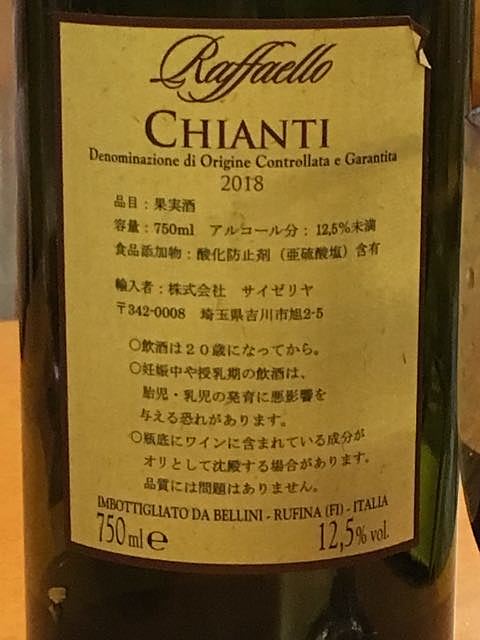 Raffaello
CHIANTI
Denominazione di Origine Controllata e Garantita
2018
品目：果実酒
容量：750ml アルコール分：12,5%未満
食品添加物：酸化防止剤（亜硫酸塩）含有
輸入者：株式会社 サイゼリヤ
〒342-0008 埼玉県吉川市旭2-5
○飲酒は２０歳になってから。
○妊娠中や授乳期の飲酒は、
胎児・乳児の発育に悪影響を
与える恐れがあります。
○瓶底にワインに含まれている成分が
オリとして沈殿する場合があります。
品質には問題はありません。
IMBOTTIGLIATO DA BELLINI - RUFINA (FI) - ITALIA
750 ml e 12,5% vol.